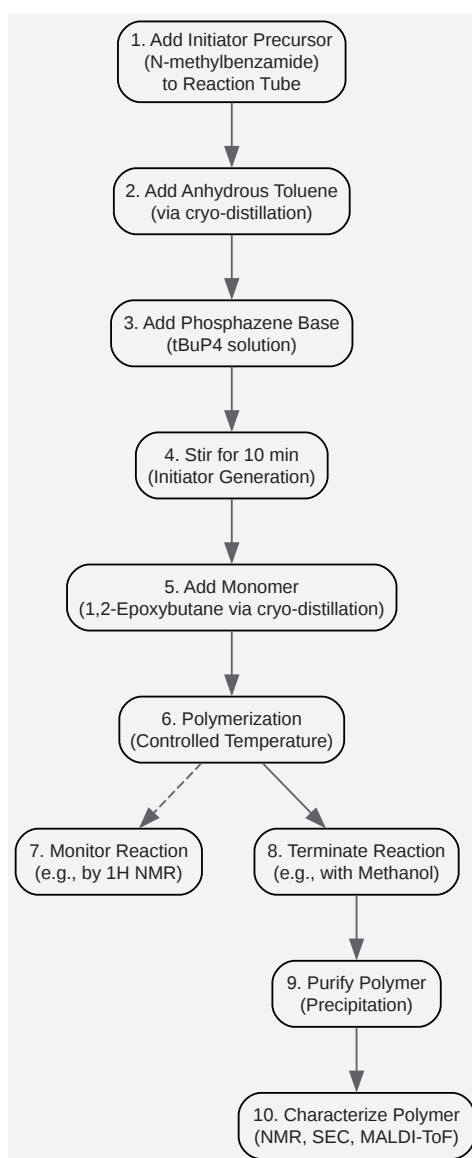 1. Add Initiator Precursor
(N-methylbenzamide)
to Reaction Tube
2. Add Anhydrous Toluene
(via cryo-distillation)
3. Add Phosphazene Base
(tBuP4 solution)
4. Stir for 10 min
(Initiator Generation)
5. Add Monomer
(1,2-Epoxybutane via cryo-distillation)
6. Polymerization
(Controlled Temperature)
7. Monitor Reaction
(e.g., by 1H NMR)
8. Terminate Reaction
(e.g., with Methanol)
9. Purify Polymer
(Precipitation)
10. Characterize Polymer
(NMR, SEC, MALDI-ToF)